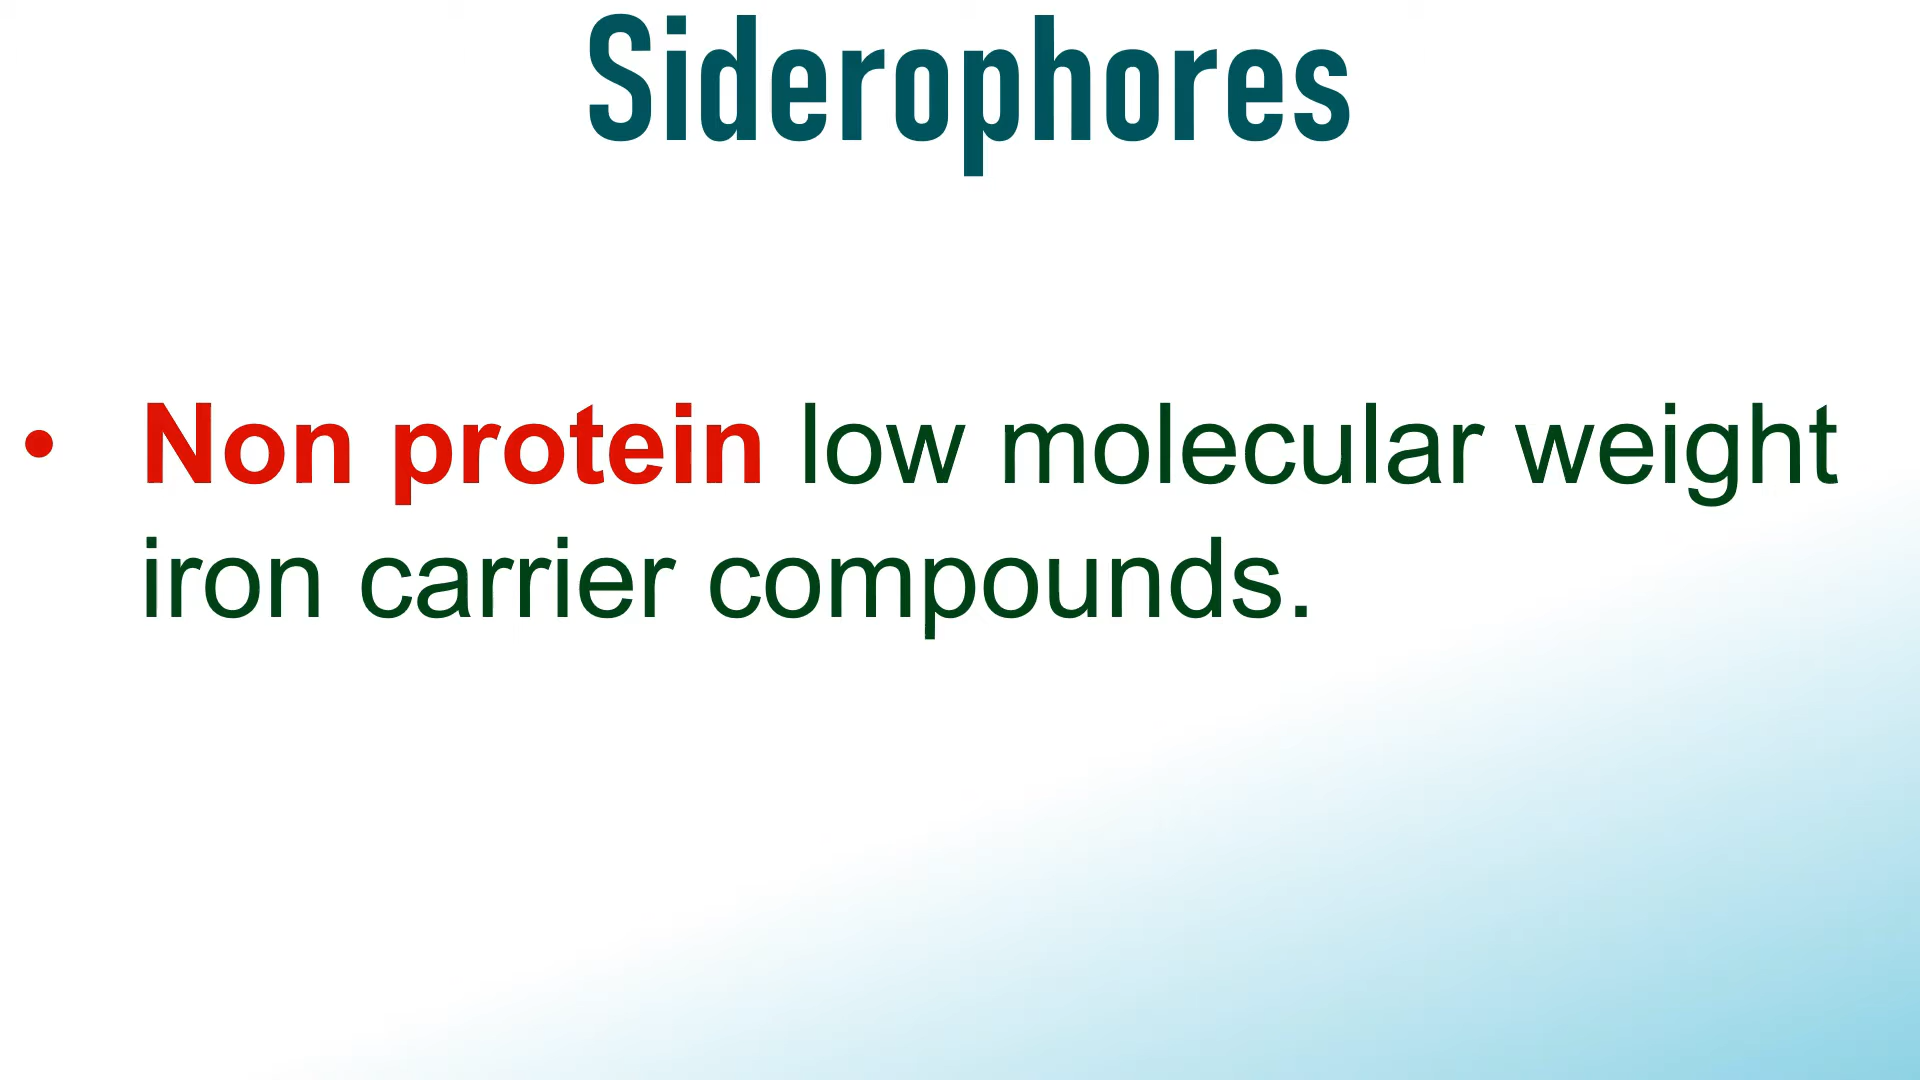 Siderophores
• Non protein low molecular weight
iron carrier compounds.